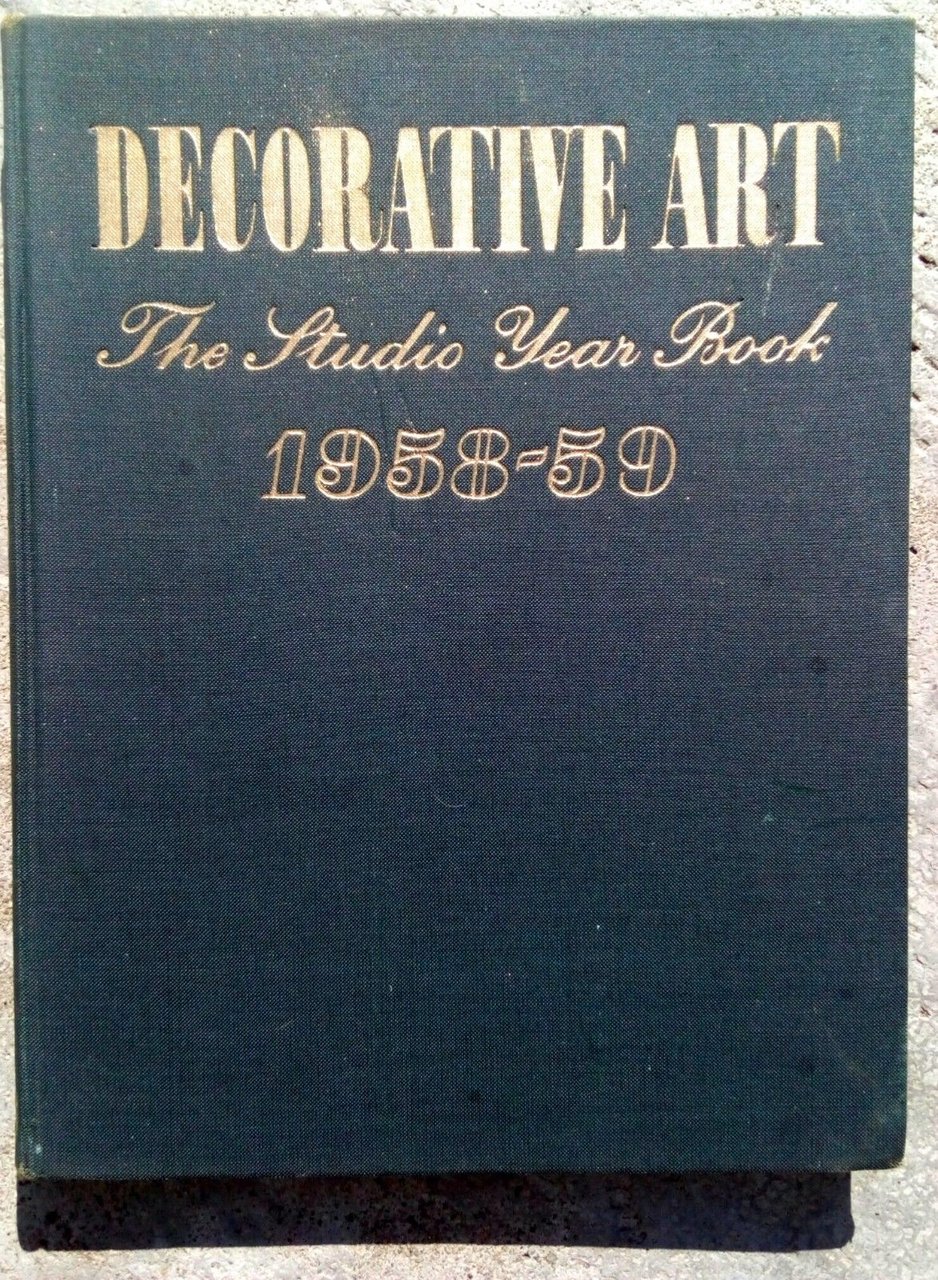 DECORATIVE ART
The Studio Year Book
1958-59